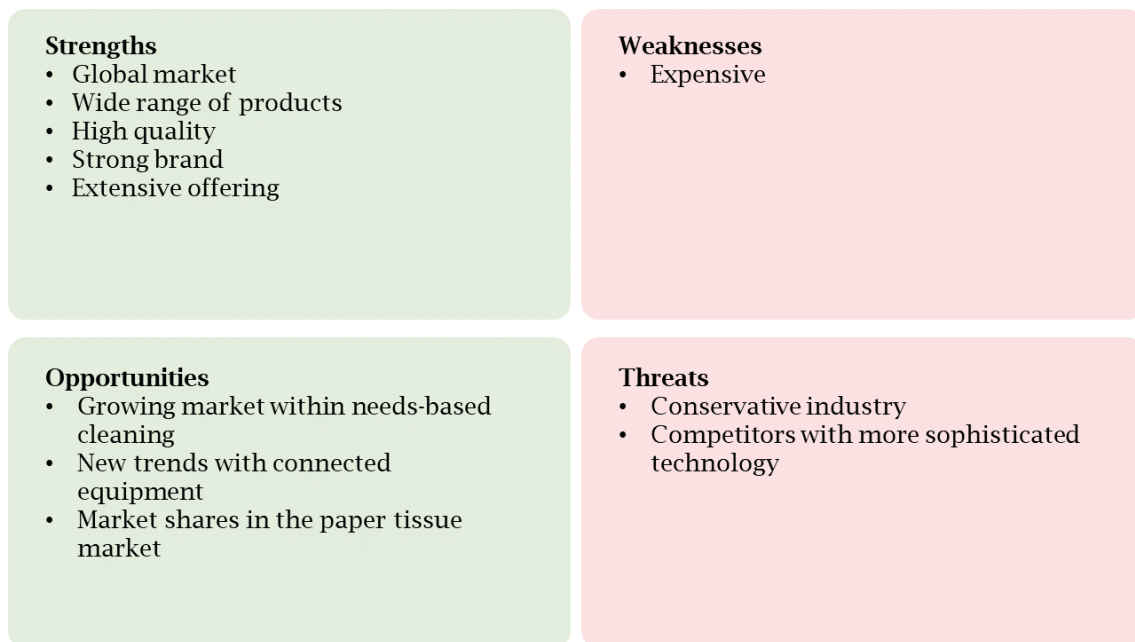 Strengths
• Global market
• Wide range of products
• High quality
• Strong brand
• Extensive offering
Weaknesses
• Expensive
Opportunities
• Growing market within needs-based
cleaning
• New trends with connected
equipment
• Market shares in the paper tissue
market
Threats
• Conservative industry
• Competitors with more sophisticated
technology